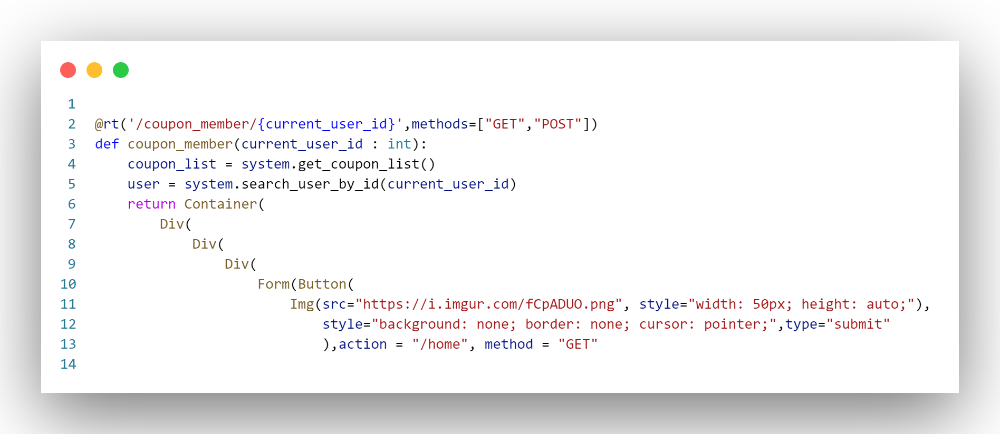 1
2 @rt('/coupon_member/{current_user_id}',methods=["GET","POST"])
3 def coupon_member(current_user_id : int):
4     coupon_list = system.get_coupon_list()
5     user = system.search_user_by_id(current_user_id)
6     return Container(
7         Div(
8             Div(
9                 Div(
10                     Form(Button(
11                         Img(src="https://i.imgur.com/fCpADUO.png", style="width: 50px; height: auto;"),
12                             style="background: none; border: none; cursor: pointer;",type="submit"
13                             ),action = "/home", method = "GET"
14